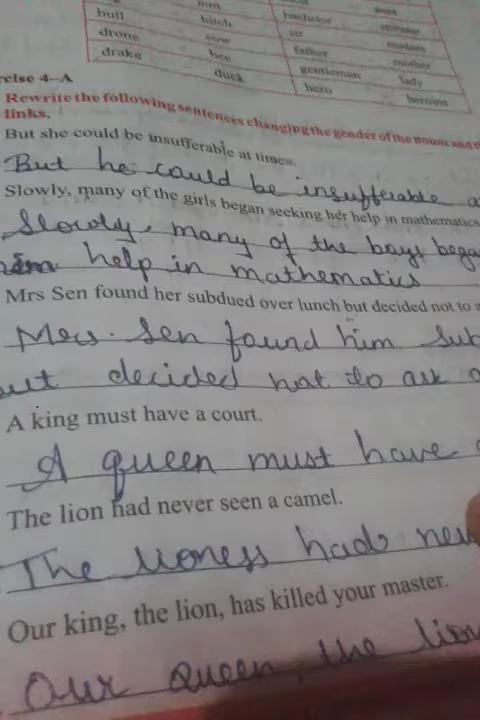 bull bitch bachelor
drone cow sir madam
drake bee father mother
duck gentleman lady
hero heroine
rcise 4–A
Rewrite the following sentences changing the gender of the nouns and
links.
But she could be insufferable at times.
But he could be insufferable a
Slowly, many of the girls began seeking her help in mathematics
Slowly, many of the boys bega
help in mathematics
Mrs Sen found her subdued over lunch but decided not to a
Mrs. Sen found him sub
but decided not to ask
A king must have a court.
A queen must have
The lion had never seen a camel.
The lioness had nev
Our king, the lion, has killed your master.
Our queen, the lion